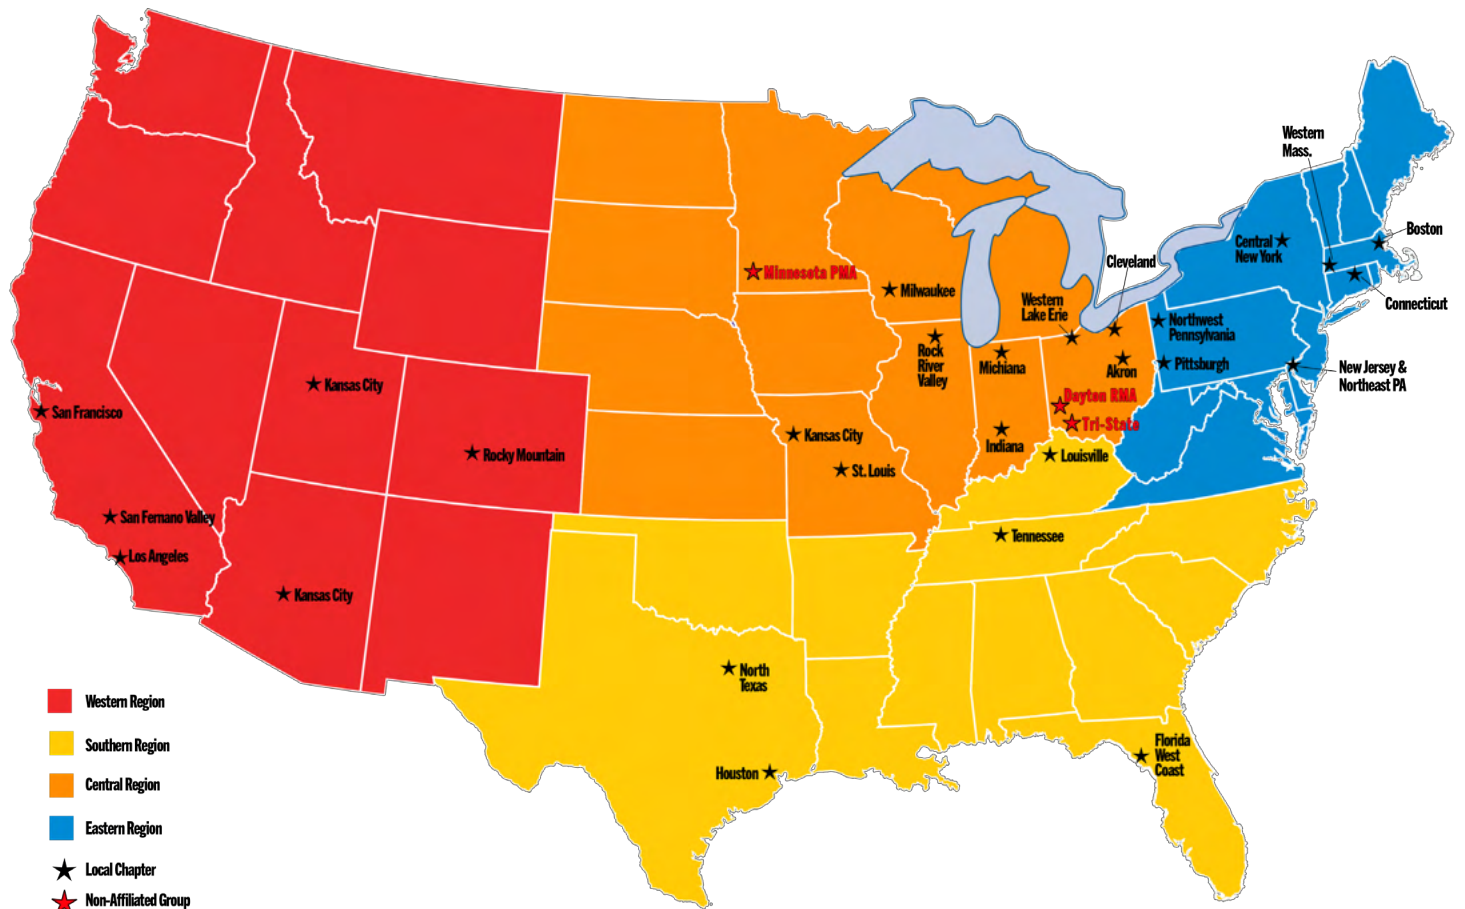 Western
Mass.
Boston
Central
New York
Cleveland
Minnesota PMA
Connecticut
Milwaukee
Western
Lake Erie
Northwest
Pennsylvania
Rock
River
Valley
Michiana
Akron
Pittsburgh
New Jersey &
Northeast PA
Kansas City
San Francisco
Dayton RMA
Tri-State
Kansas City
Indiana
Louisville
Rocky Mountain
St. Louis
San Fernano Valley
Tennessee
Los Angeles
Kansas City
North
Texas
Houston
Florida
West
Coast
Western Region
Southern Region
Central Region
Eastern Region
Local Chapter
Non-Affiliated Group